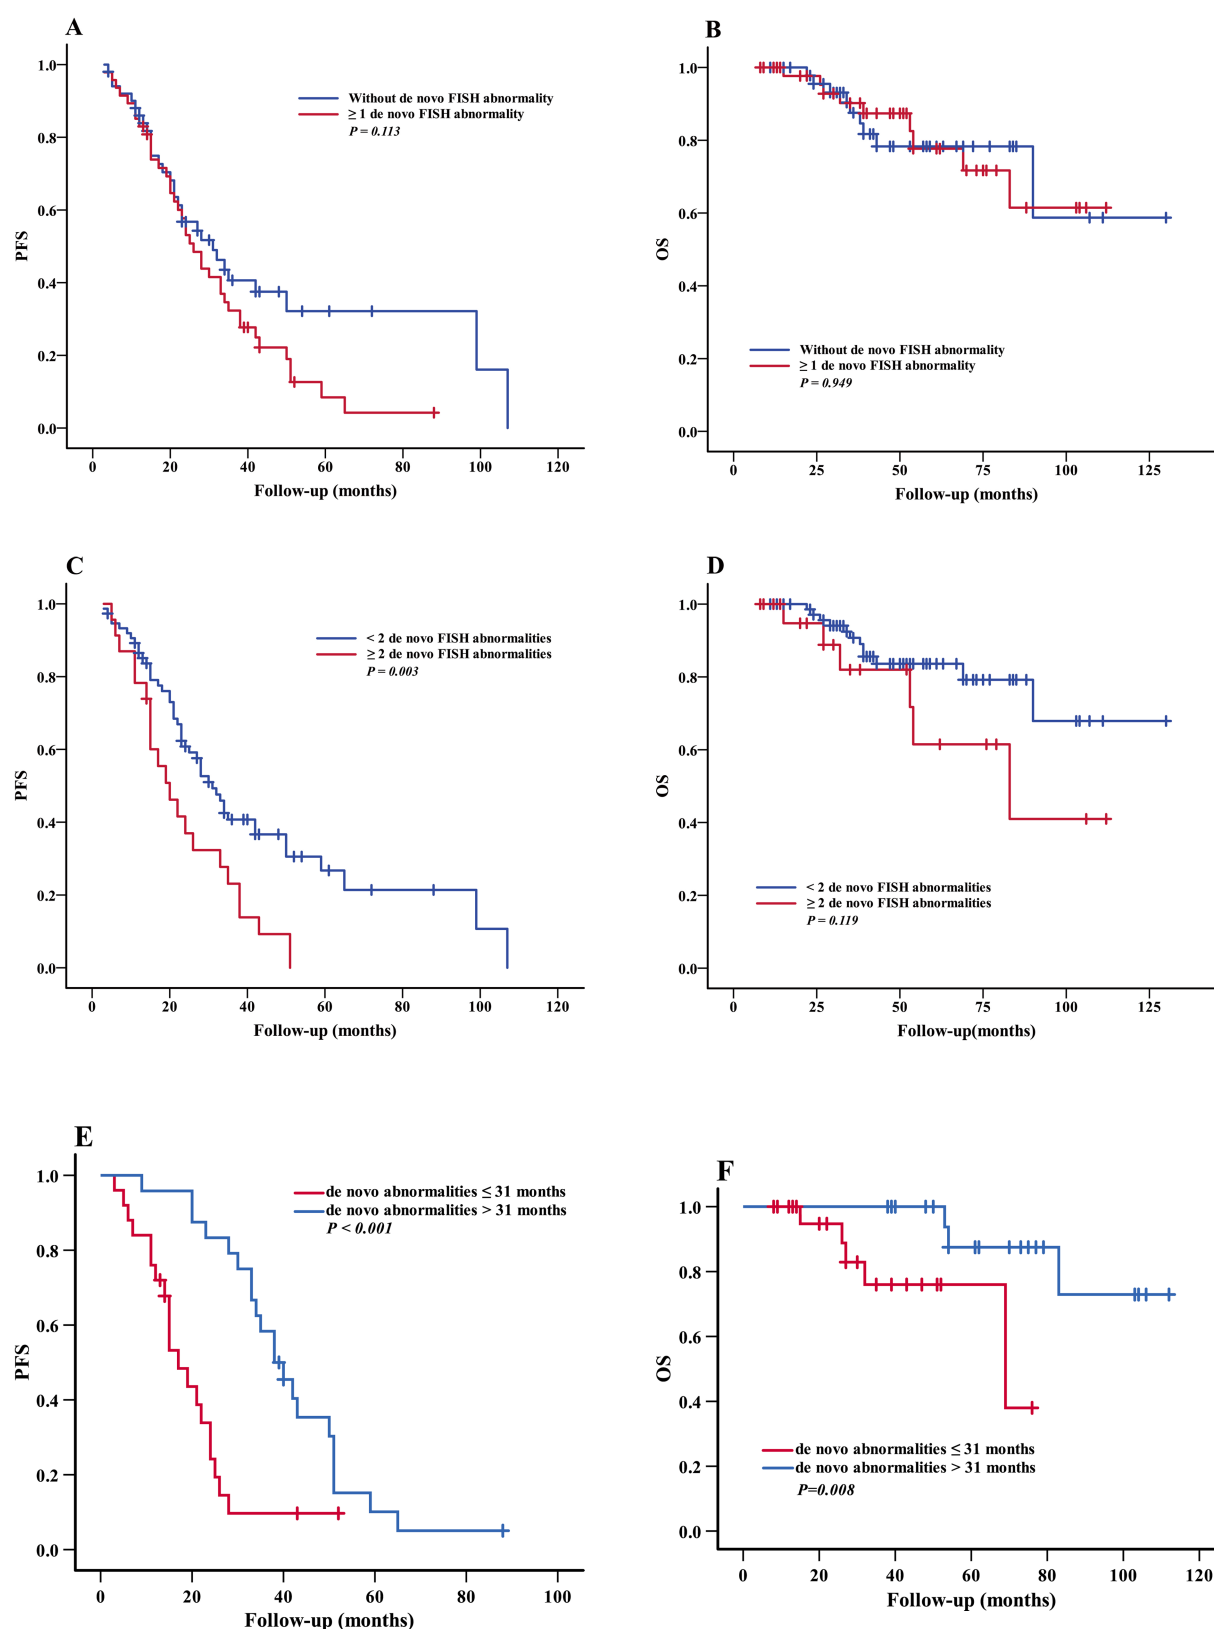 A
1.0
0.8
0.6
0.4
0.2
0.0
PFS
Without de novo FISH abnormality
≥ 1 de novo FISH abnormality
P = 0.113
0 20 40 60 80 100 120
Follow-up (months)
B
1.0
0.8
0.6
0.4
0.2
0.0
OS
Without de novo FISH abnormality
≥ 1 de novo FISH abnormality
P = 0.949
0 25 50 75 100 125
Follow-up (months)
C
1.0
0.8
0.6
0.4
0.2
0.0
PFS
< 2 de novo FISH abnormalities
≥ 2 de novo FISH abnormalities
P = 0.003
0 20 40 60 80 100 120
Follow-up (months)
D
1.0
0.8
0.6
0.4
0.2
0.0
OS
< 2 de novo FISH abnormalities
≥ 2 de novo FISH abnormalities
P = 0.119
0 25 50 75 100 125
Follow-up(months)
E
1.0
0.8
0.6
0.4
0.2
0.0
PFS
de novo abnormalities ≤ 31 months
de novo abnormalities > 31 months
P < 0.001
0 20 40 60 80 100
Follow-up (months)
F
1.0
0.8
0.6
0.4
0.2
0.0
OS
de novo abnormalities ≤ 31 months
de novo abnormalities > 31 months
P=0.008
0 20 40 60 80 100 120
Follow-up (months)